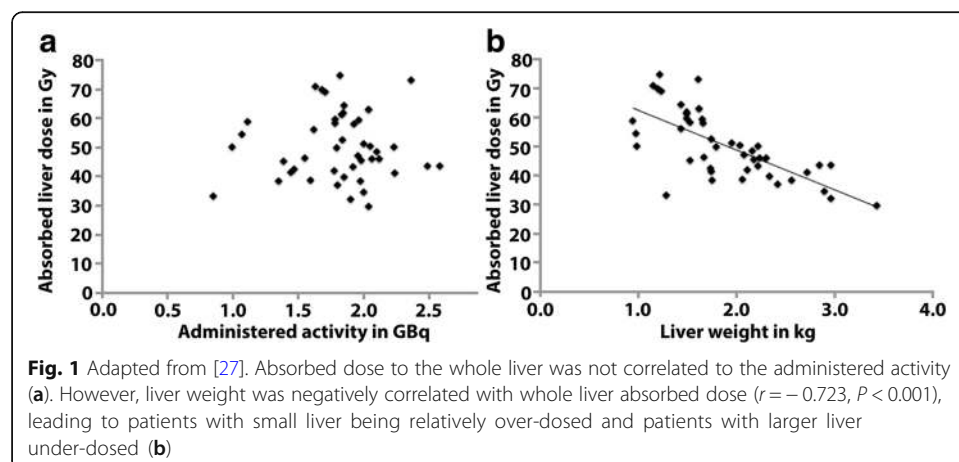 a
b
80
70
60
50
40
30
20
10
0
Absorbed liver dose in Gy
0.0 0.5 1.0 1.5 2.0 2.5
Administered activity in GBq
80
70
60
50
40
30
20
10
0
Absorbed liver dose in Gy
0.0 1.0 2.0 3.0 4.0
Liver weight in kg
Fig. 1 Adapted from [27]. Absorbed dose to the whole liver was not correlated to the administered activity
(a). However, liver weight was negatively correlated with whole liver absorbed dose (r = − 0.723, P < 0.001),
leading to patients with small liver being relatively over-dosed and patients with larger liver
under-dosed (b)